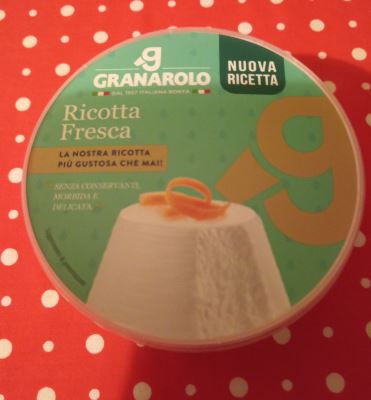 g
GRANAROLO
DAL 1957 ITALIANA BONTÀ
NUOVA
RICETTA
Ricotta
Fresca
LA NOSTRA RICOTTA
PIÙ GUSTOSA CHE MAI!
SENZA CONSERVANTI,
MORBIDA E
DELICATA.